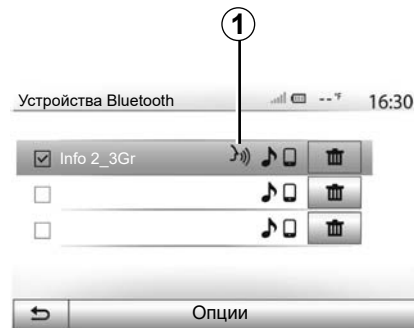 1
Устройства Bluetooth --°F 16:30
Info 2_3Gr
Опции